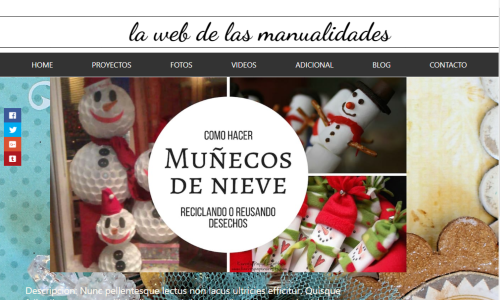 la web de las manualidades
HOME PROYECTOS FOTOS VIDEOS ADICIONAL BLOG CONTACTO
COMO HACER
MUÑECOS
DE NIEVE
RECICLANDO O REUSANDO
DESECHOS
Descripcion: Nunc pellentesque lectus non lacus ultricies efficitur. Quisque